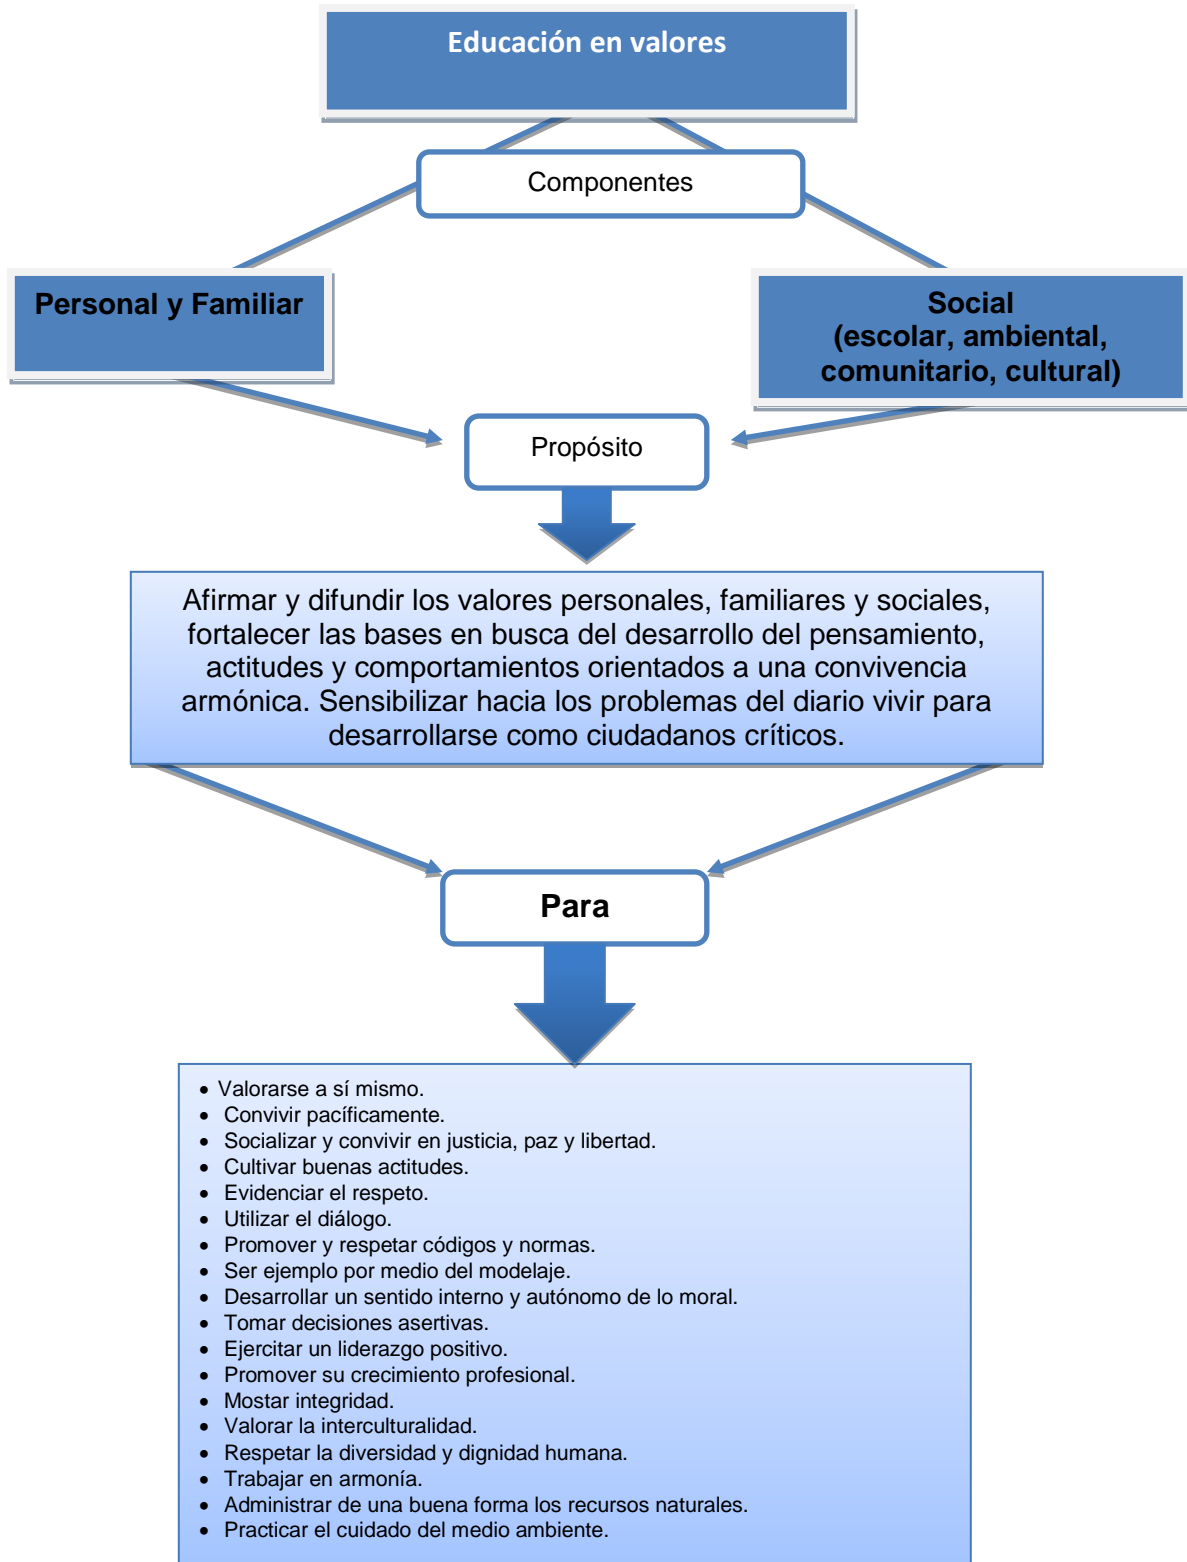 Educación en valores
Componentes
Personal y Familiar
Social
(escolar, ambiental,
comunitario, cultural)
Propósito
Afirmar y difundir los valores personales, familiares y sociales,
fortalecer las bases en busca del desarrollo del pensamiento,
actitudes y comportamientos orientados a una convivencia
armónica. Sensibilizar hacia los problemas del diario vivir para
desarrollarse como ciudadanos críticos.
Para
• Valorarse a sí mismo.
• Convivir pacíficamente.
• Socializar y convivir en justicia, paz y libertad.
• Cultivar buenas actitudes.
• Evidenciar el respeto.
• Utilizar el diálogo.
• Promover y respetar códigos y normas.
• Ser ejemplo por medio del modelaje.
• Desarrollar un sentido interno y autónomo de lo moral.
• Tomar decisiones asertivas.
• Ejercitar un liderazgo positivo.
• Promover su crecimiento profesional.
• Mostar integridad.
• Valorar la interculturalidad.
• Respetar la diversidad y dignidad humana.
• Trabajar en armonía.
• Administrar de una buena forma los recursos naturales.
• Practicar el cuidado del medio ambiente.